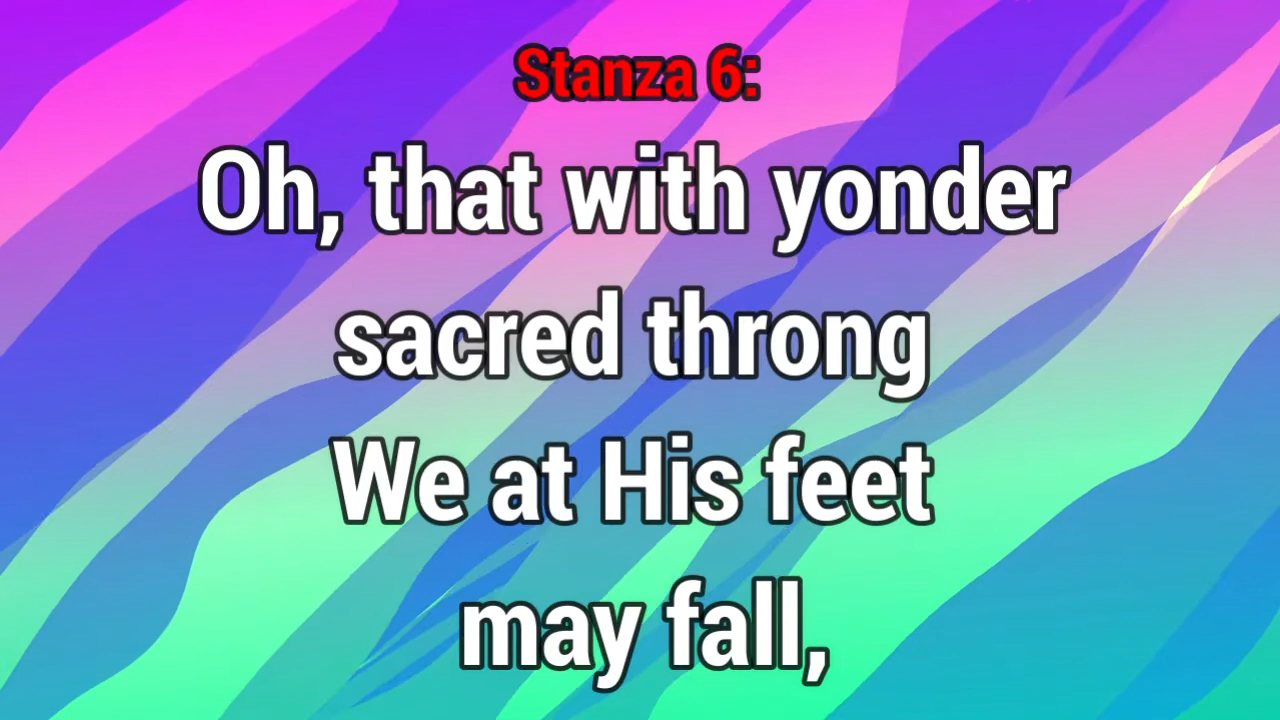 Stanza 6:
Oh, that with yonder
sacred throng
We at His feet
may fall,